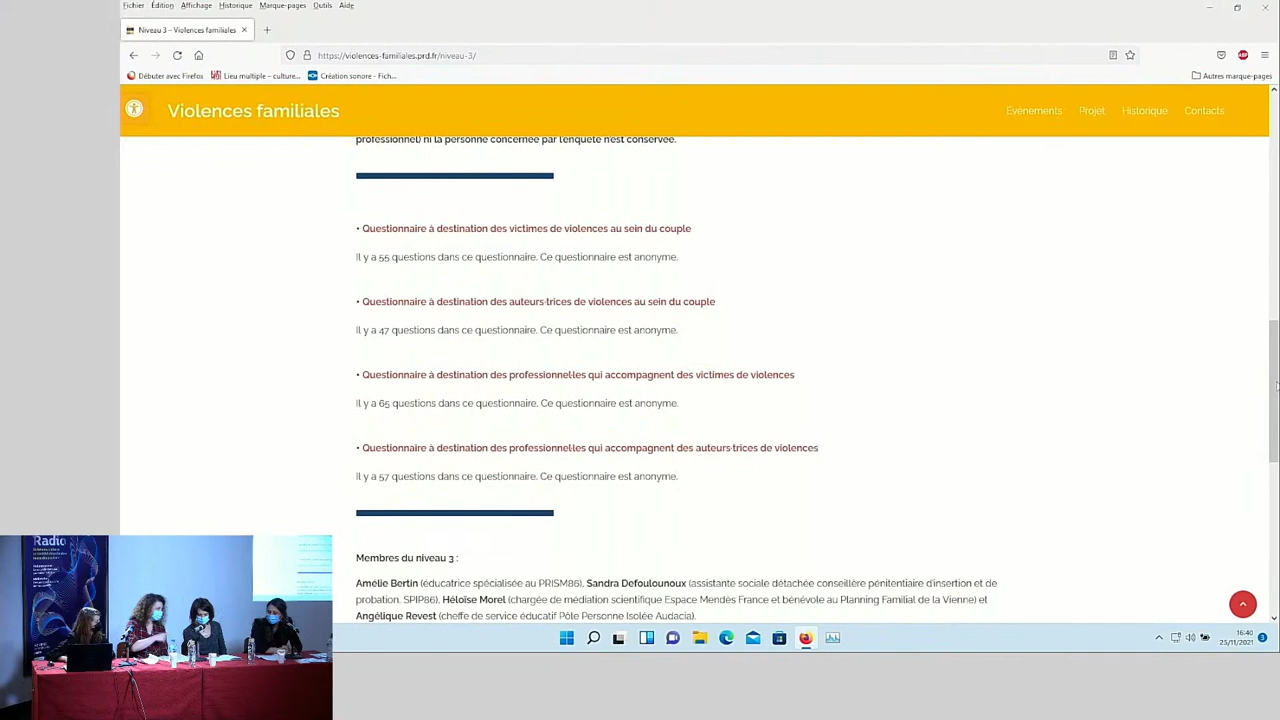 Fichier Édition Affichage Historique Marque-pages Outils Aide
Niveau 3 – Violences familiales
https://violences-familiales.prd.fr/niveau-3/
Débuter avec Firefox Lieu multiple – culture... Création sonore - Fich... Autres marque-pages
Violences familiales Evénements Projet Historique Contacts
professionnel) ni la personne concernée par l'enquête n'est conservée.
• Questionnaire à destination des victimes de violences au sein du couple
Il y a 55 questions dans ce questionnaire. Ce questionnaire est anonyme.
• Questionnaire à destination des auteurs·trices de violences au sein du couple
Il y a 47 questions dans ce questionnaire. Ce questionnaire est anonyme.
• Questionnaire à destination des professionnel·les qui accompagnent des victimes de violences
Il y a 65 questions dans ce questionnaire. Ce questionnaire est anonyme.
• Questionnaire à destination des professionnel·les qui accompagnent des auteurs·trices de violences
Il y a 57 questions dans ce questionnaire. Ce questionnaire est anonyme.
Membres du niveau 3 :
Amélie Bertin (éducatrice spécialisée au PRISM86), Sandra Defoulounoux (assistante sociale détachée conseillère pénitentiaire d'insertion et de
probation, SPIP86), Héloïse Morel (chargée de médiation scientifique Espace Mendès France et bénévole au Planning Familial de la Vienne) et
Angélique Revest (cheffe de service éducatif Pôle Personne Isolée Audacia).
Radio
16:40
25/11/2021
3